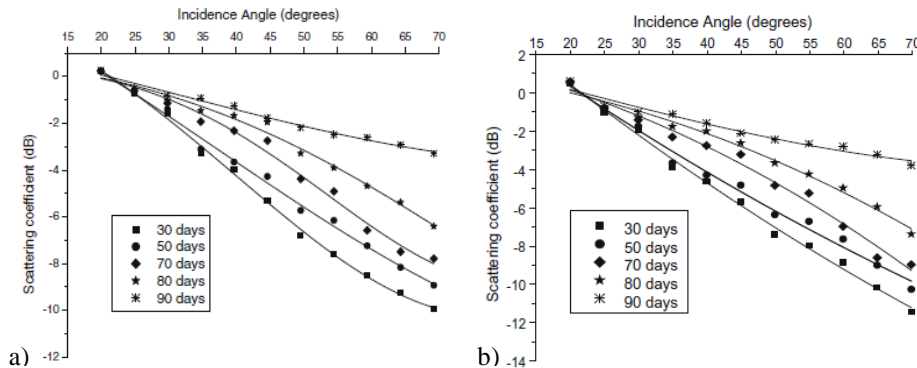 Incidence Angle (degrees)
15 20 25 30 35 40 45 50 55 60 65 70
0
-2
-4
-6
-8
-10
-12
Scattering coefficient (dB)
30 days
50 days
70 days
80 days
90 days
a)
Incidence Angle (degrees)
15 20 25 30 35 40 45 50 55 60 65 70
2
0
-2
-4
-6
-8
-10
-12
-14
Scattering coefficient (dB)
30 days
50 days
70 days
80 days
90 days
b)